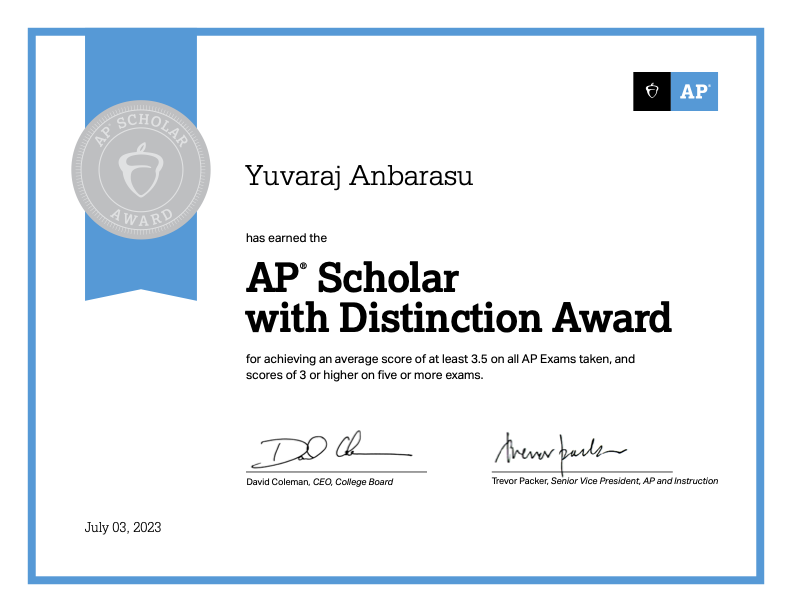 AP® SCHOLAR
AWARD
AP®
Yuvaraj Anbarasu
has earned the
AP® Scholar
with Distinction Award
for achieving an average score of at least 3.5 on all AP Exams taken, and
scores of 3 or higher on five or more exams.
David Coleman, CEO, College Board
Trevor Packer, Senior Vice President, AP and Instruction
July 03, 2023